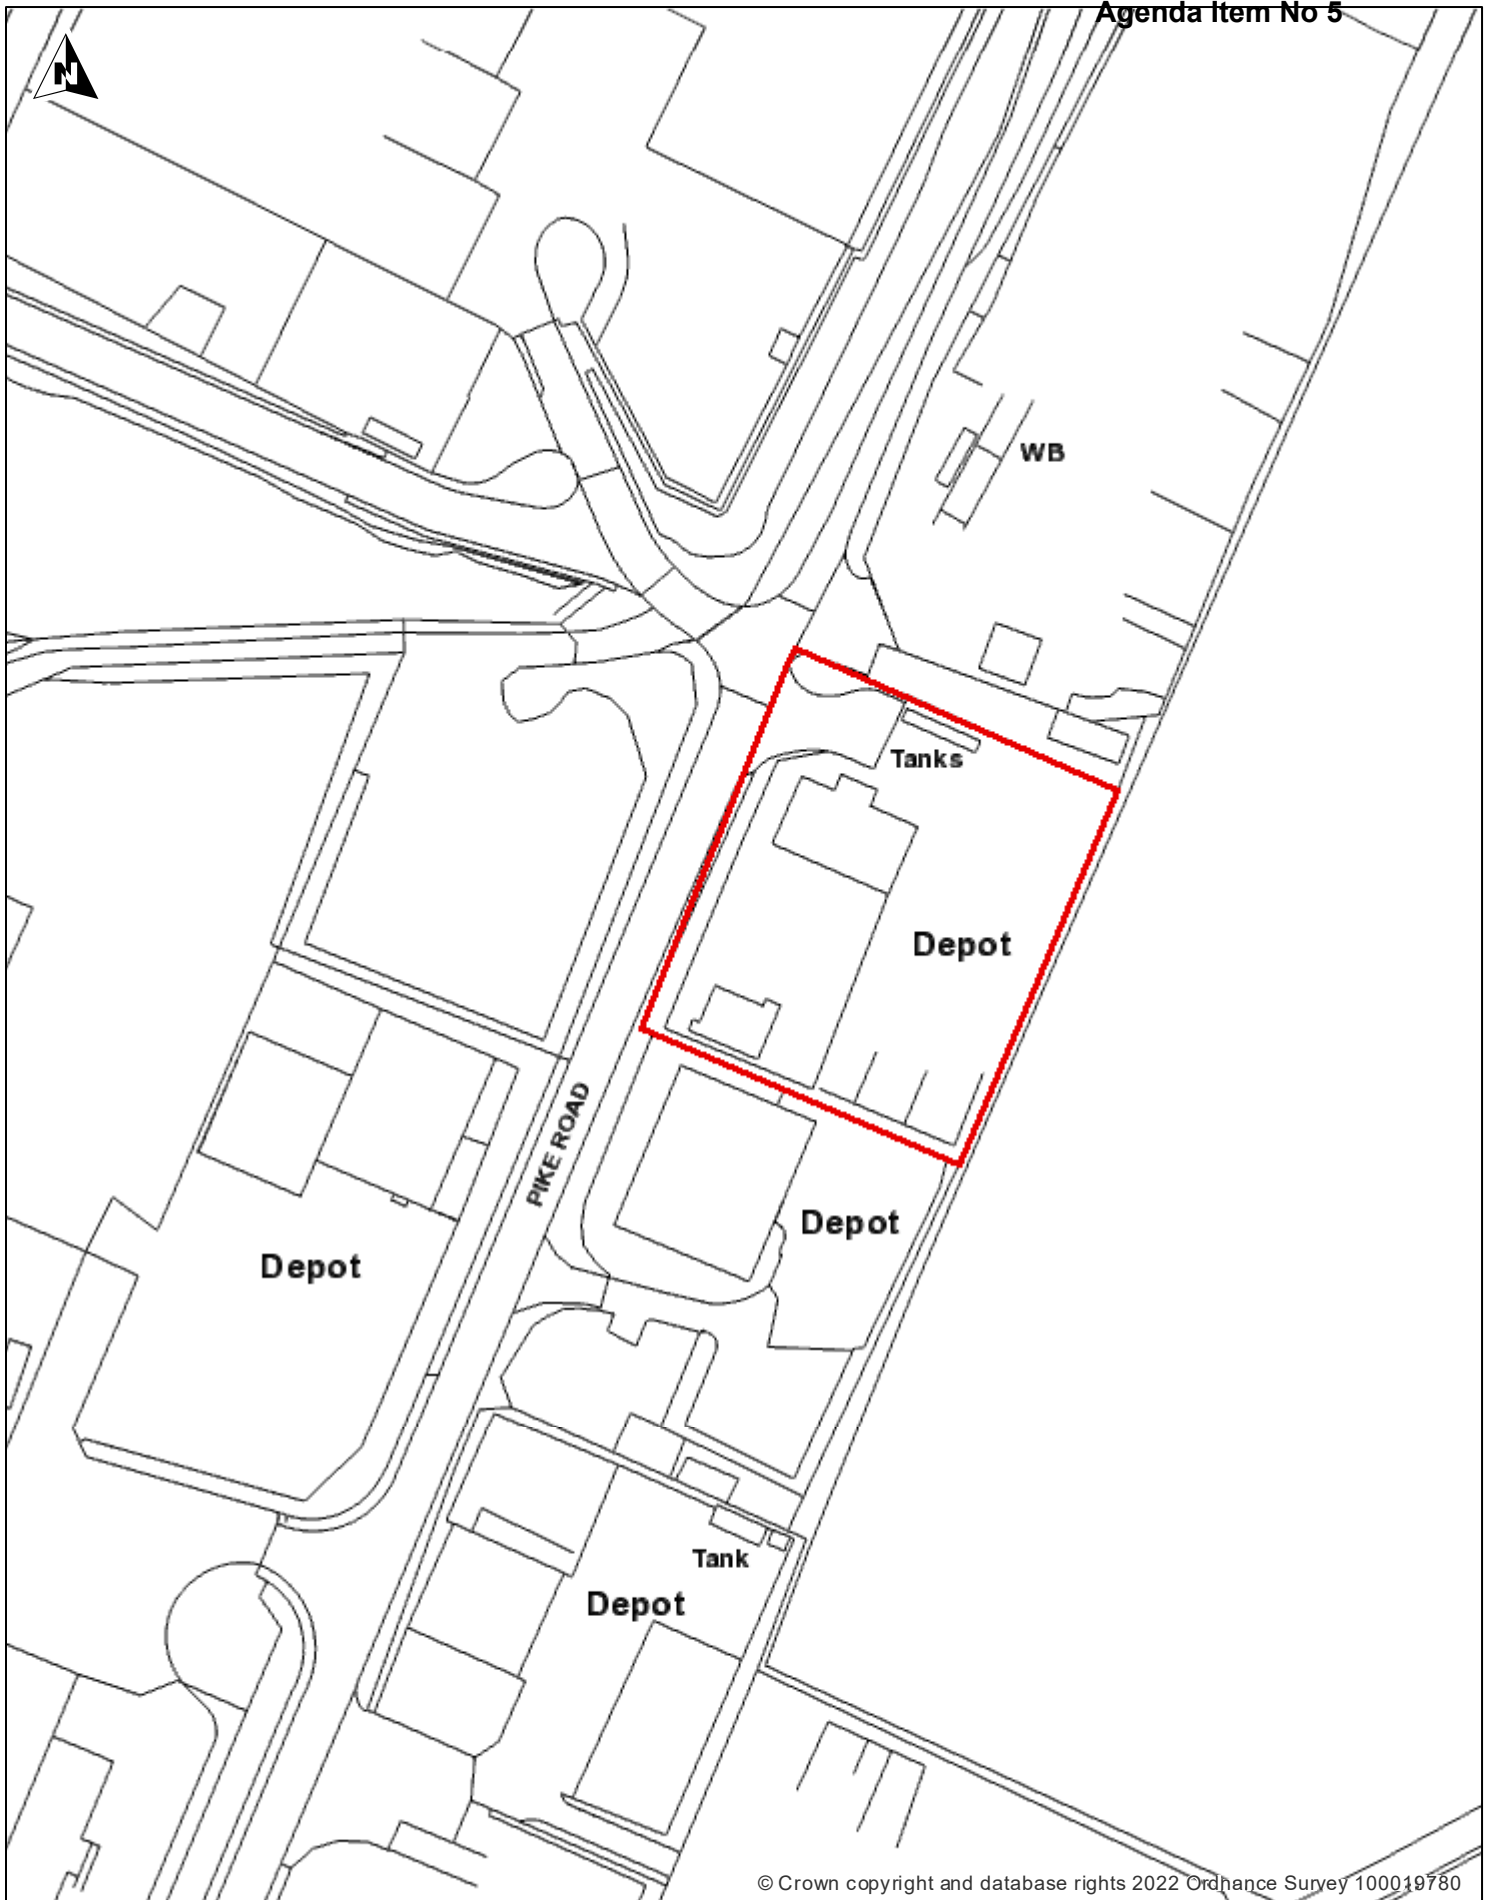 Agenda Item No 5
N
WB
Tanks
Depot
PIKE ROAD
Depot
Depot
Tank
Depot
© Crown copyright and database rights 2022 Ordnance Survey 100019780